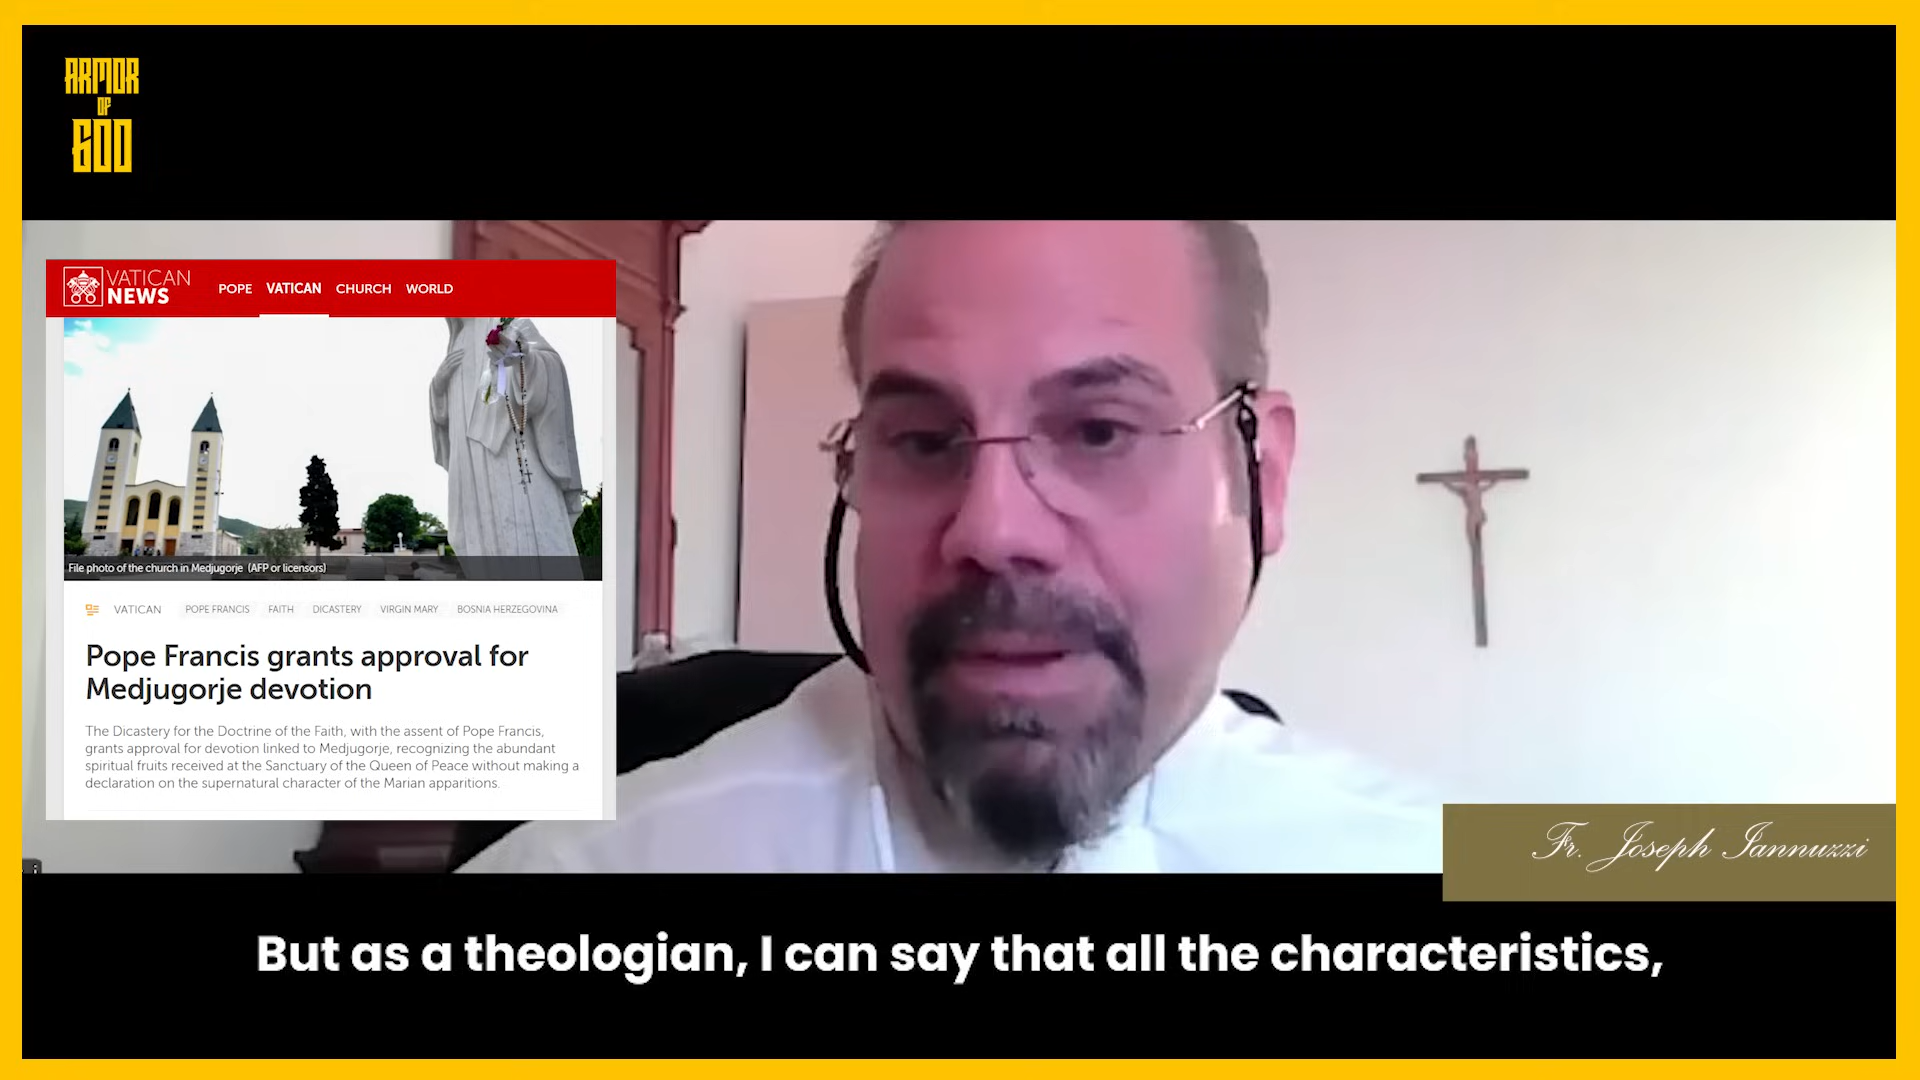 ARMOR
OF
GOD
VATICAN
NEWS
POPE VATICAN CHURCH WORLD
File photo of the church in Medjugorje (AFP or licensors)
VATICAN POPE FRANCIS FAITH DICASTERY VIRGIN MARY BOSNIA HERZEGOVINA
Pope Francis grants approval for
Medjugorje devotion
The Dicastery for the Doctrine of the Faith, with the assent of Pope Francis,
grants approval for devotion linked to Medjugorje, recognizing the abundant
spiritual fruits received at the Sanctuary of the Queen of Peace without making a
declaration on the supernatural character of the Marian apparitions.
Fr. Joseph Iannuzzi
But as a theologian, I can say that all the characteristics,